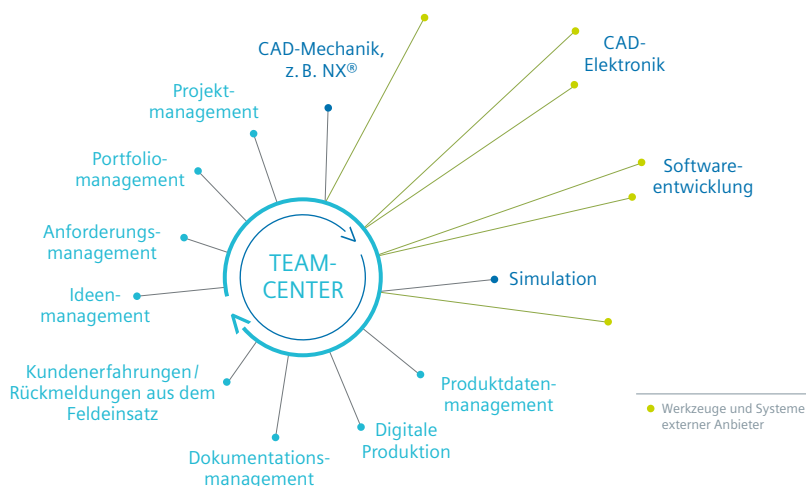 CAD-Mechanik,
z. B. NX®
CAD-
Elektronik
Projekt-
management
Portfolio-
management
Software-
entwicklung
Anforderungs-
management
TEAM-
CENTER
Simulation
Ideen-
management
Kundenerfahrungen/
Rückmeldungen aus dem
Feldeinsatz
Produktdaten-
management
Digitale
Produktion
Dokumentations-
management
Werkzeuge und Systeme
externer Anbieter